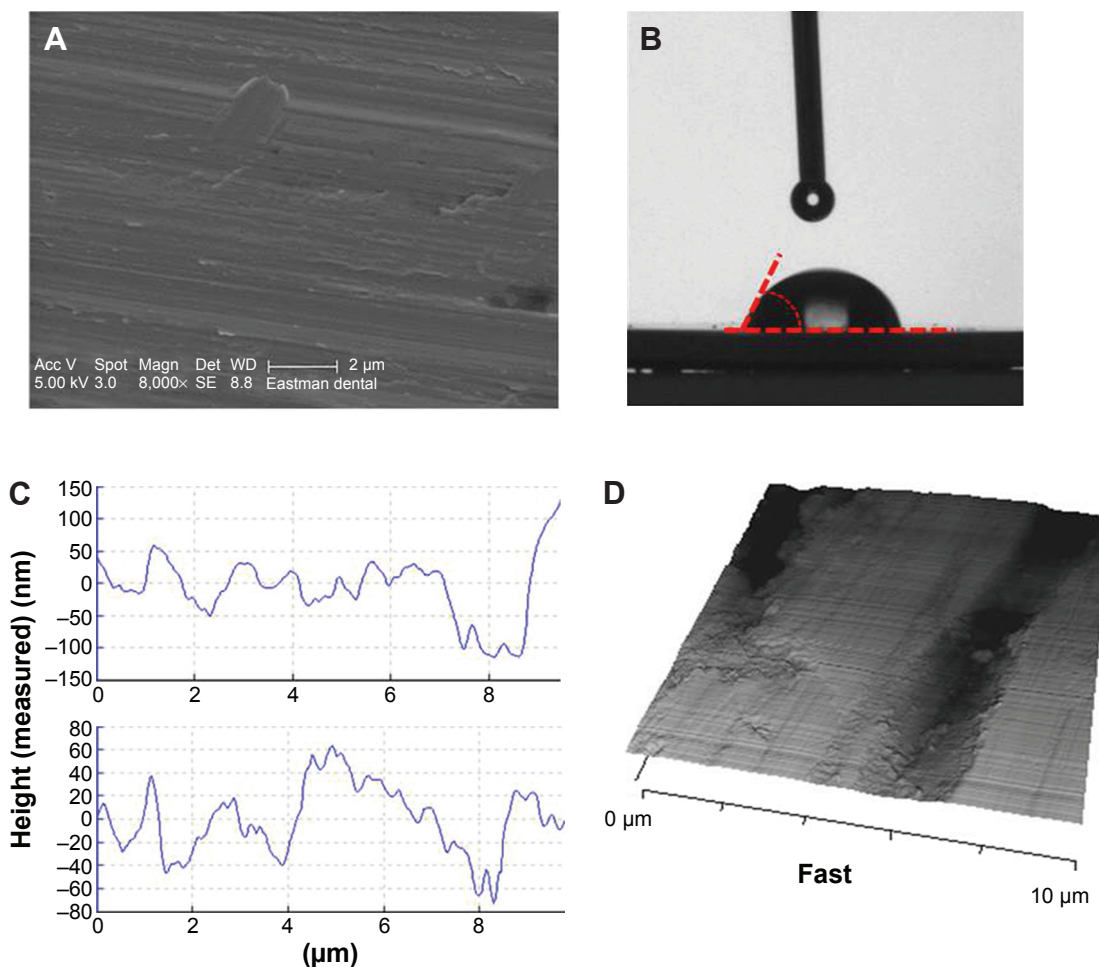 A
Acc V Spot Magn Det WD 2 µm
5.00 kV 3.0 8,000× SE 8.8 Eastman dental
B
C
Height (measured) (nm)
150
100
50
0
–50
–100
–150
0 2 4 6 8
80
60
40
20
0
–20
–40
–60
–80
0 2 4 6 8
(µm)
D
0 µm
Fast
10 µm